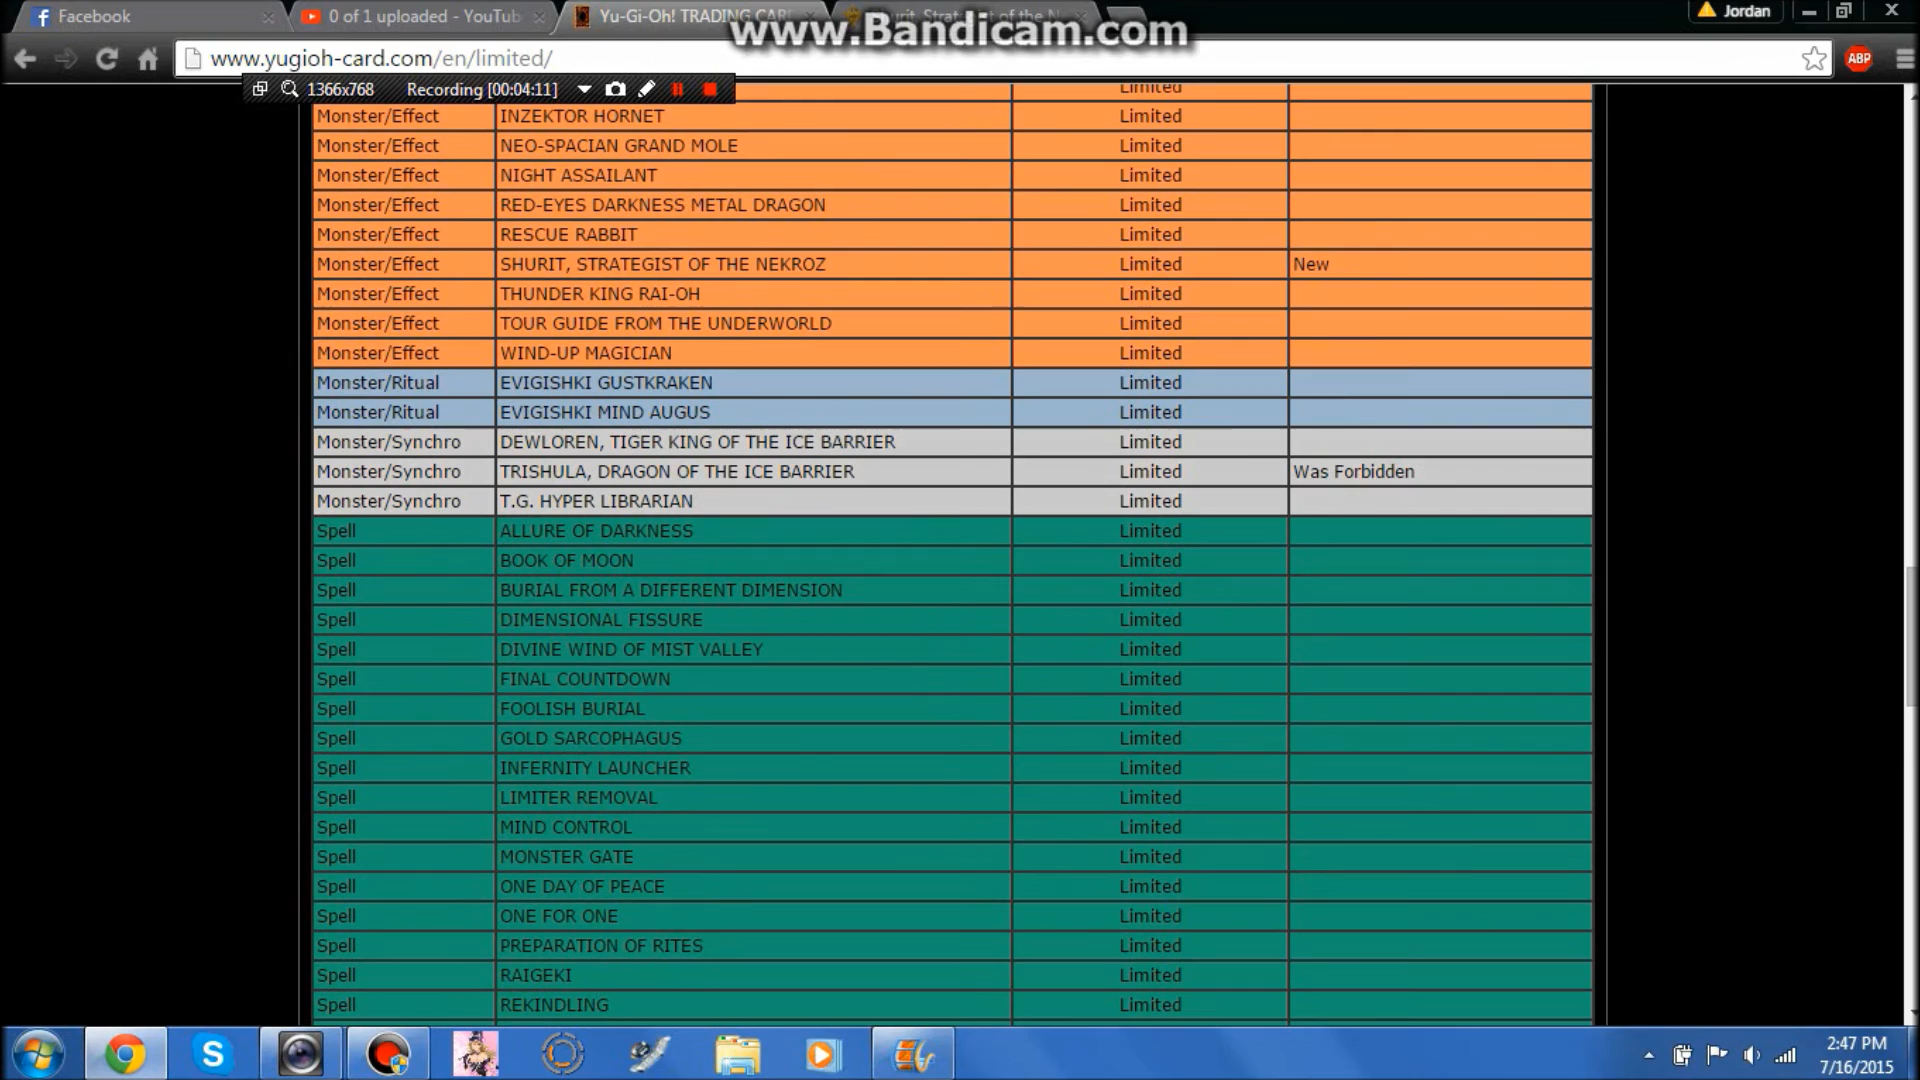 Facebook
0 of 1 uploaded - YouTub
Yu-Gi-Oh! TRADING CAR
Jordan
www.Bandicam.com
www.yugioh-card.com/en/limited/
ABP
1366x768 Recording [00:04:11]
Limited
Monster/Effect INZEKTOR HORNET Limited
Monster/Effect NEO-SPACIAN GRAND MOLE Limited
Monster/Effect NIGHT ASSAILANT Limited
Monster/Effect RED-EYES DARKNESS METAL DRAGON Limited
Monster/Effect RESCUE RABBIT Limited
Monster/Effect SHURIT, STRATEGIST OF THE NEKROZ Limited New
Monster/Effect THUNDER KING RAI-OH Limited
Monster/Effect TOUR GUIDE FROM THE UNDERWORLD Limited
Monster/Effect WIND-UP MAGICIAN Limited
Monster/Ritual EVIGISHKI GUSTKRAKEN Limited
Monster/Ritual EVIGISHKI MIND AUGUS Limited
Monster/Synchro DEWLOREN, TIGER KING OF THE ICE BARRIER Limited
Monster/Synchro TRISHULA, DRAGON OF THE ICE BARRIER Limited Was Forbidden
Monster/Synchro T.G. HYPER LIBRARIAN Limited
Spell ALLURE OF DARKNESS Limited
Spell BOOK OF MOON Limited
Spell BURIAL FROM A DIFFERENT DIMENSION Limited
Spell DIMENSIONAL FISSURE Limited
Spell DIVINE WIND OF MIST VALLEY Limited
Spell FINAL COUNTDOWN Limited
Spell FOOLISH BURIAL Limited
Spell GOLD SARCOPHAGUS Limited
Spell INFERNITY LAUNCHER Limited
Spell LIMITER REMOVAL Limited
Spell MIND CONTROL Limited
Spell MONSTER GATE Limited
Spell ONE DAY OF PEACE Limited
Spell ONE FOR ONE Limited
Spell PREPARATION OF RITES Limited
Spell RAIGEKI Limited
Spell REKINDLING Limited
2:47 PM
7/16/2015